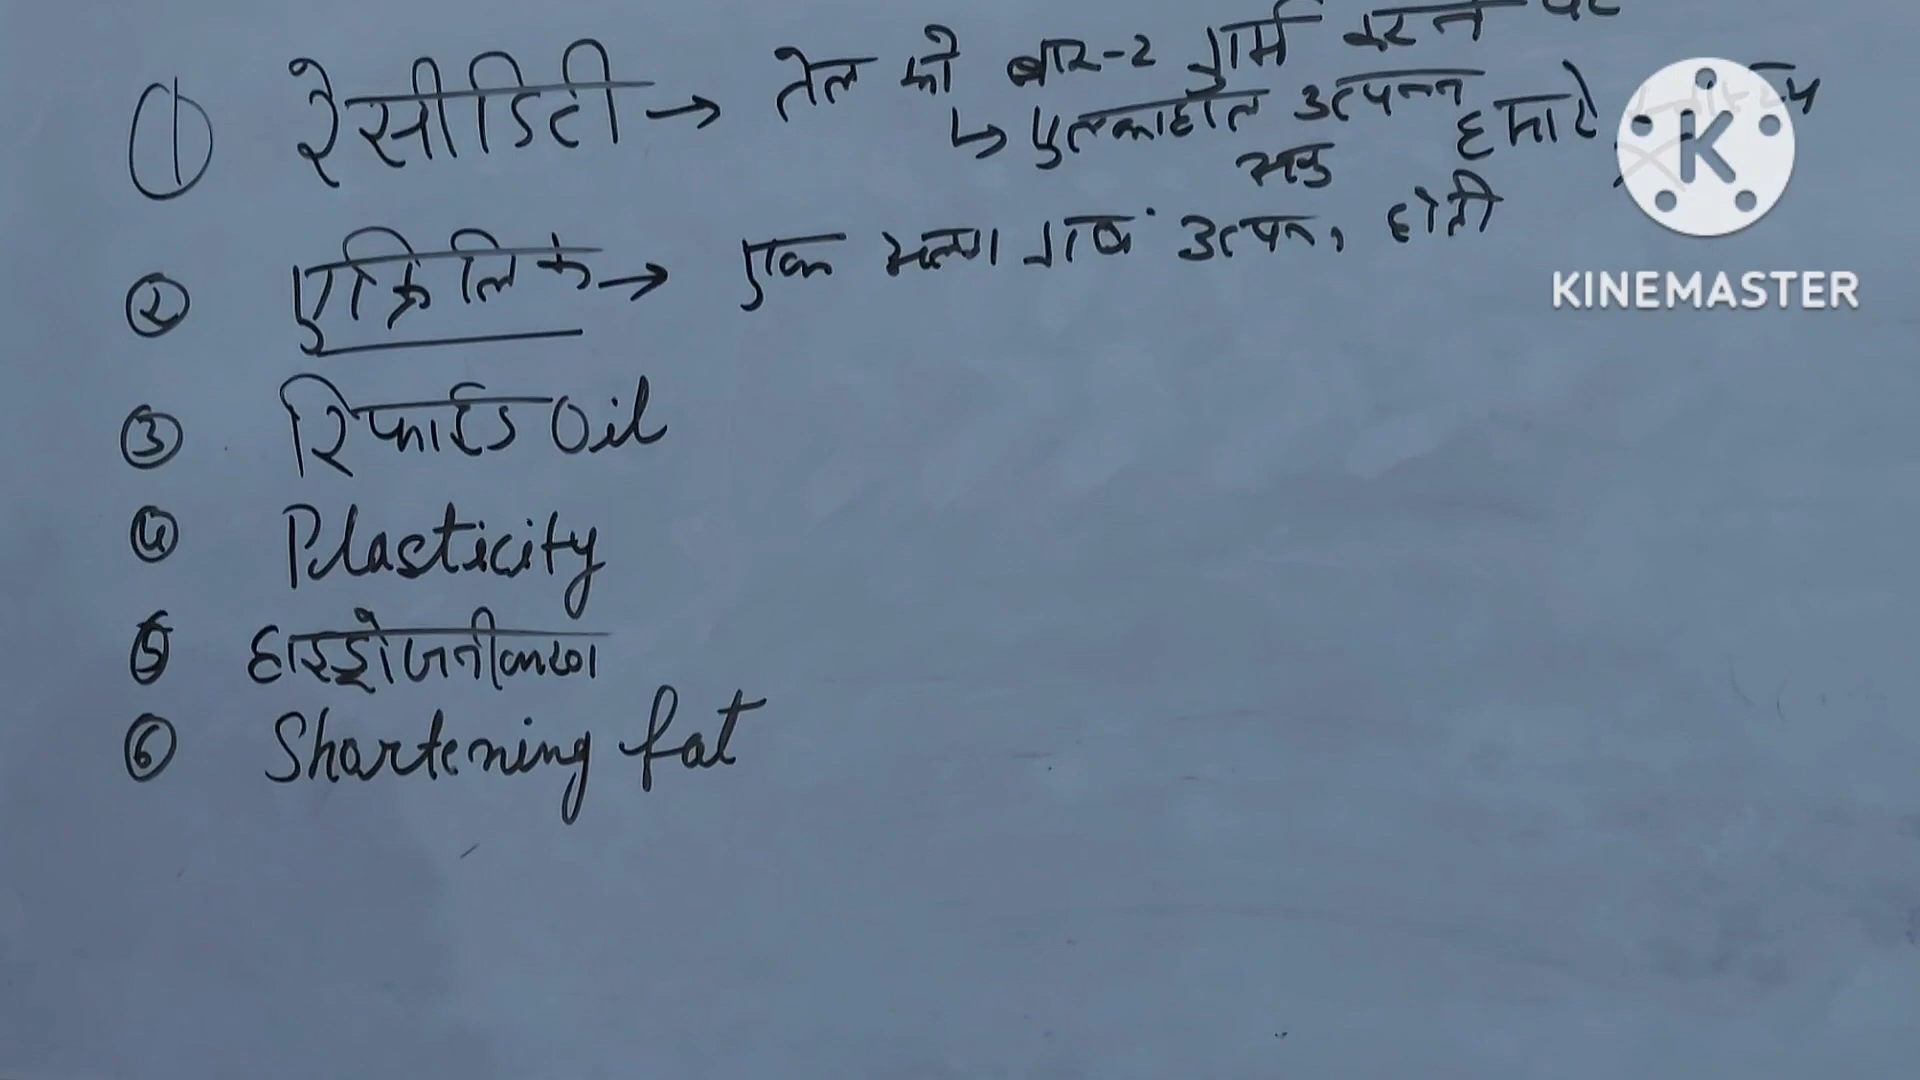 ① रेसीडिटी → तेल को बार-2 गर्म करने पर
↳ एल्काहोल उत्पन्न हमारे
② एक्रिलिक → एक गंध उत्पन्न होती
③ रिफाईंड Oil
④ Plasticity
⑤ हाइड्रोजनीकरण
⑥ Shortening fat
KINEMASTER